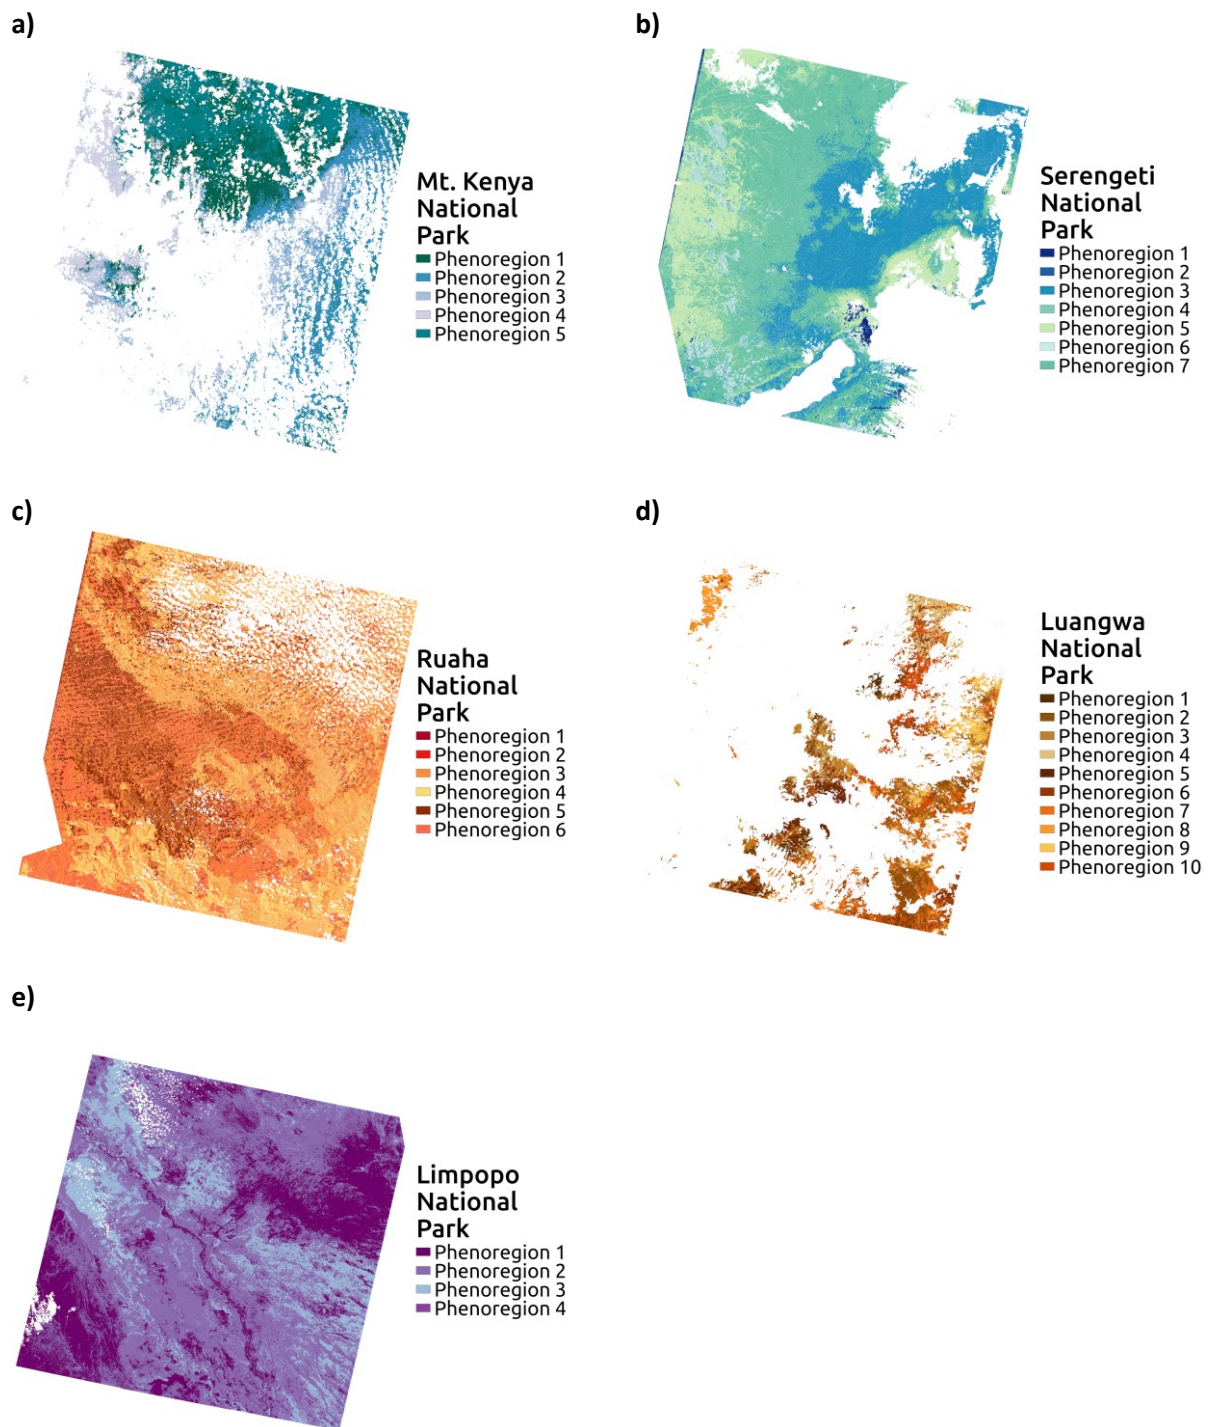 a)
Mt. Kenya
National
Park
Phenoregion 1
Phenoregion 2
Phenoregion 3
Phenoregion 4
Phenoregion 5
b)
Serengeti
National
Park
Phenoregion 1
Phenoregion 2
Phenoregion 3
Phenoregion 4
Phenoregion 5
Phenoregion 6
Phenoregion 7
c)
Ruaha
National
Park
Phenoregion 1
Phenoregion 2
Phenoregion 3
Phenoregion 4
Phenoregion 5
Phenoregion 6
d)
Luangwa
National
Park
Phenoregion 1
Phenoregion 2
Phenoregion 3
Phenoregion 4
Phenoregion 5
Phenoregion 6
Phenoregion 7
Phenoregion 8
Phenoregion 9
Phenoregion 10
e)
Limpopo
National
Park
Phenoregion 1
Phenoregion 2
Phenoregion 3
Phenoregion 4